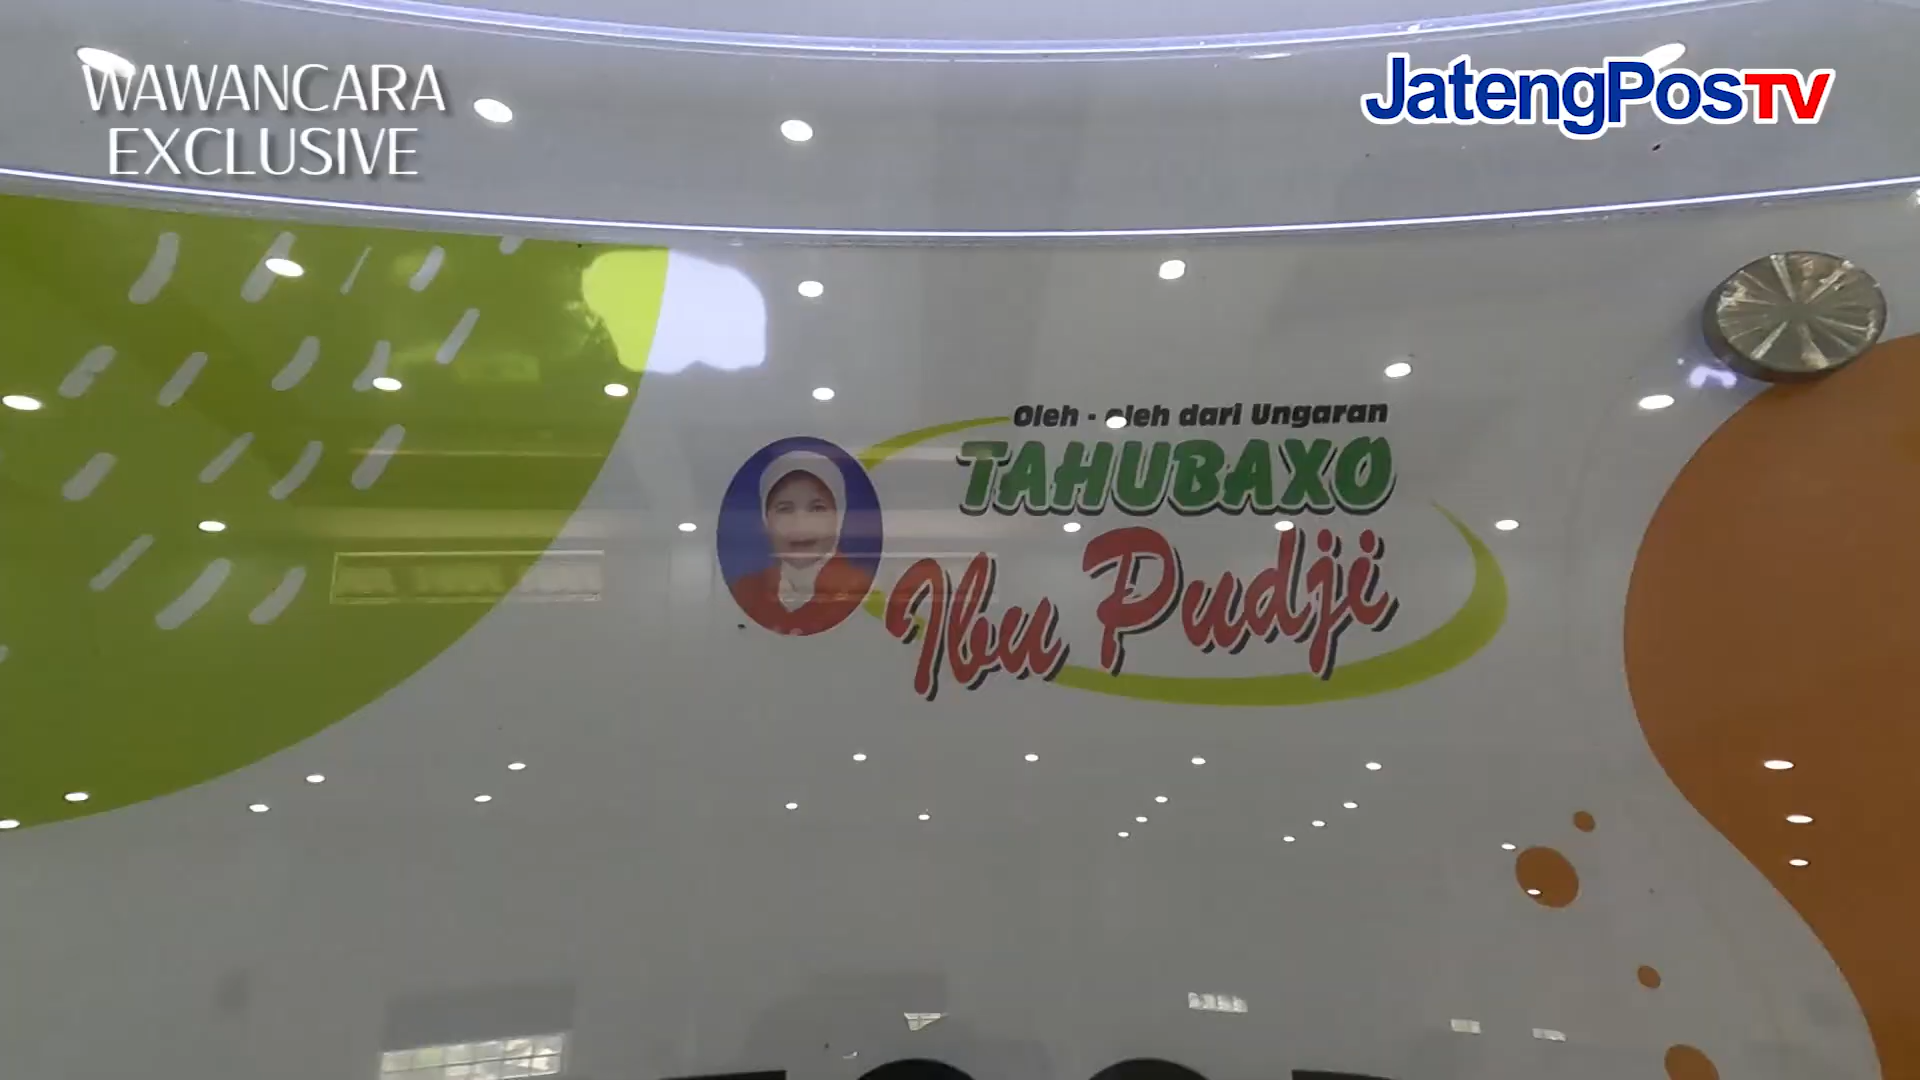 WAWANCARA
EXCLUSIVE
JatengPosTV
Oleh - oleh dari Ungaran
TAHUBAXO
Ibu Pudji